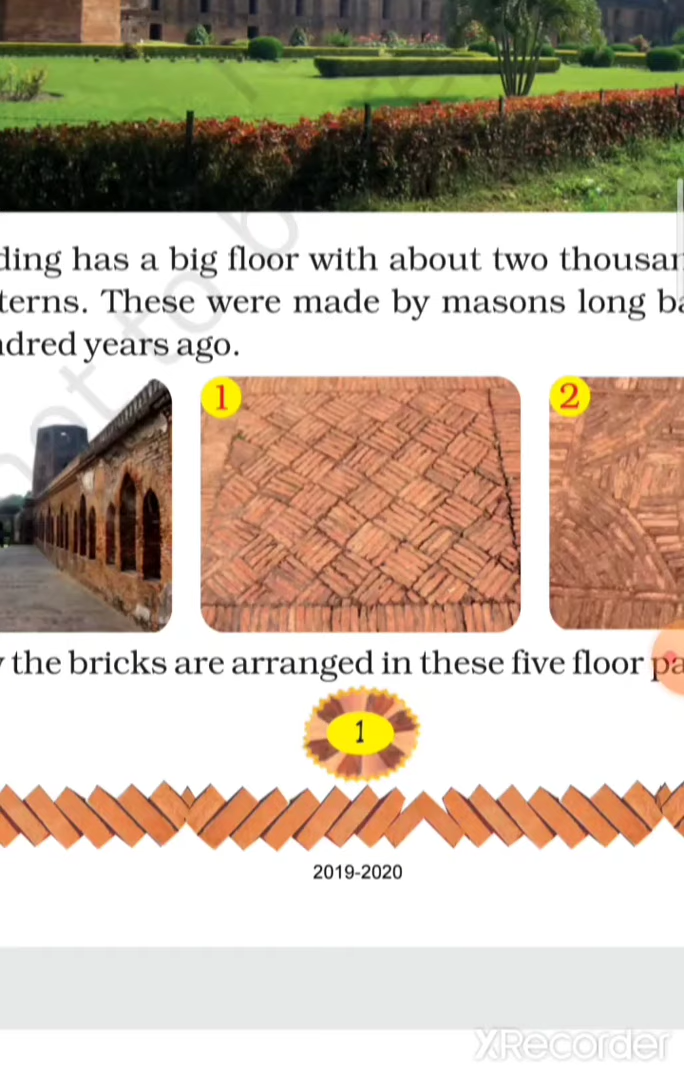 ding has a big floor with about two thousan
terns. These were made by masons long ba
dred years ago.
1
2
the bricks are arranged in these five floor pa
1
2019-2020
XRecorder